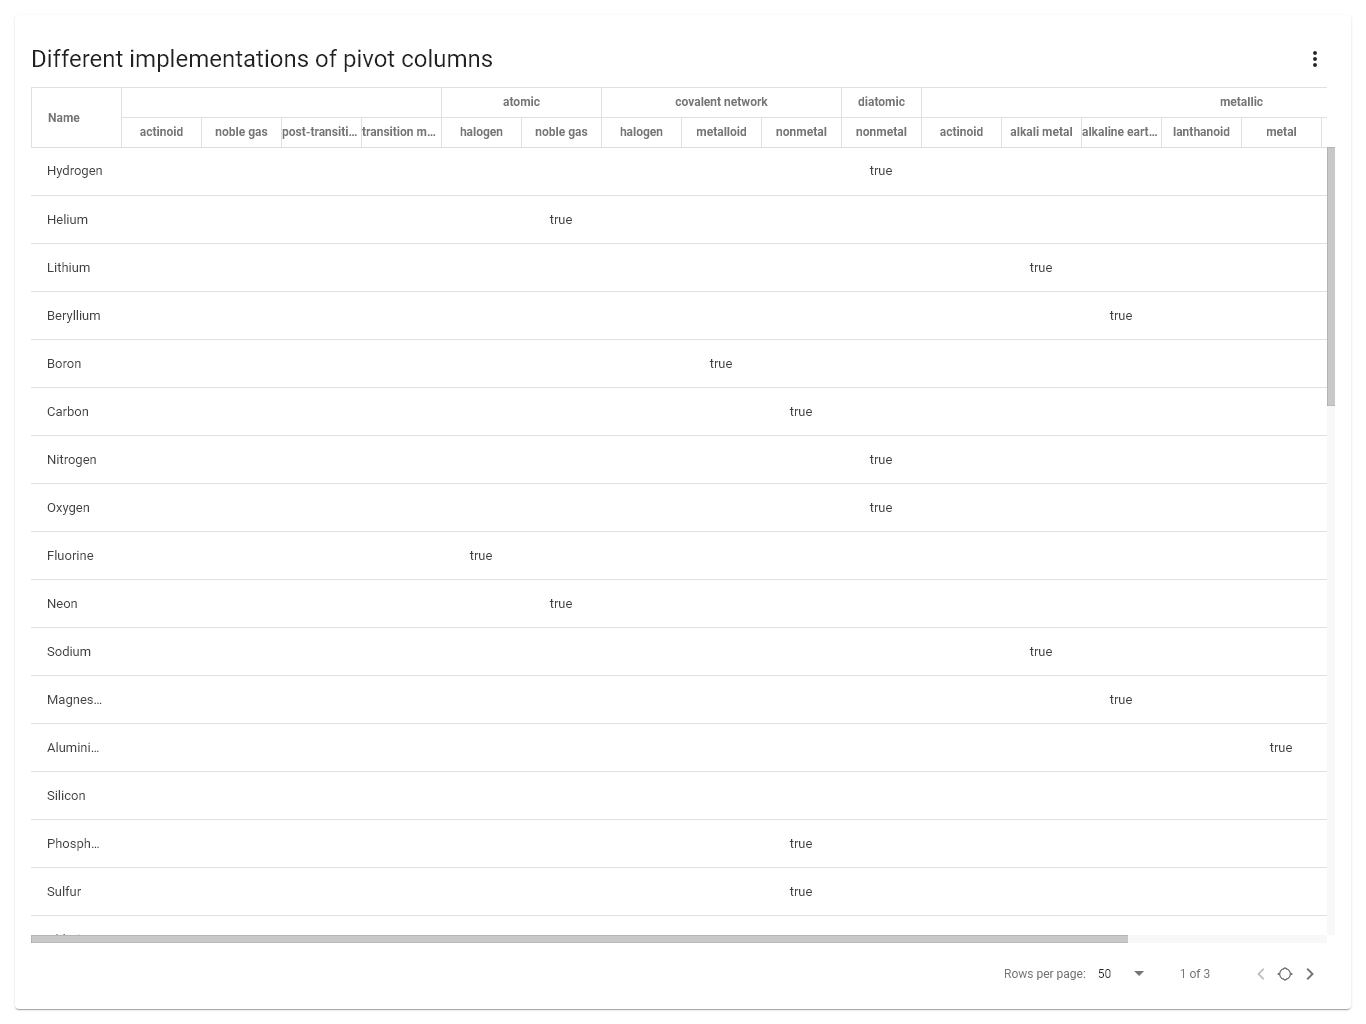 Different implementations of pivot columns
Name
atomic covalent network diatomic metallic
actinoid noble gas post-transiti... transition m... halogen noble gas halogen metalloid nonmetal nonmetal actinoid alkali metal alkaline eart... lanthanoid metal
Hydrogen true
Helium true
Lithium true
Beryllium true
Boron true
Carbon true
Nitrogen true
Oxygen true
Fluorine true
Neon true
Sodium true
Magnes... true
Alumini... true
Silicon
Phosph... true
Sulfur true
Rows per page: 50 1 of 3